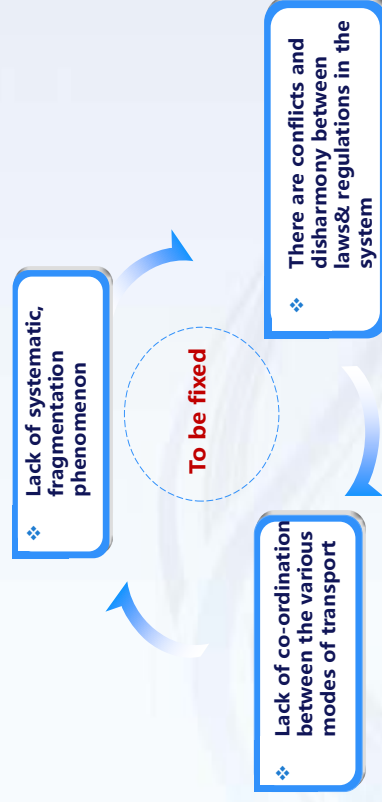 ❖ Lack of systematic,
fragmentation
phenomenon
To be fixed
❖ There are conflicts and
disharmony between
laws& regulations in the
system
❖ Lack of co-ordination
between the various
modes of transport